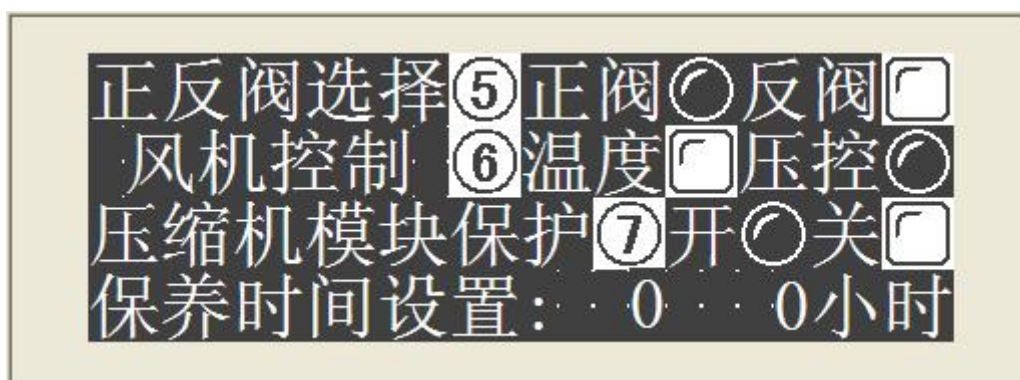 正反阀选择⑤正阀 反阀
风机控制 ⑥温度 压控
压缩机模块保护⑦开 关
保养时间设置: 0 0小时